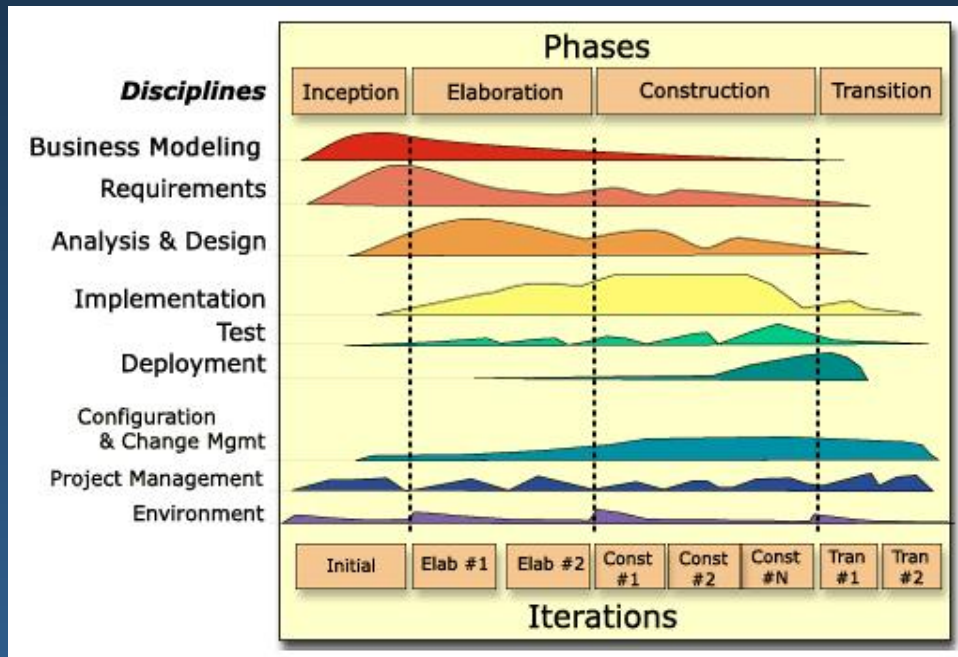 Phases
Disciplines
Inception
Elaboration
Construction
Transition
Business Modeling
Requirements
Analysis & Design
Implementation
Test
Deployment
Configuration
& Change Mgmt
Project Management
Environment
Initial
Elab #1
Elab #2
Const
#1
Const
#2
Const
#N
Tran
#1
Tran
#2
Iterations